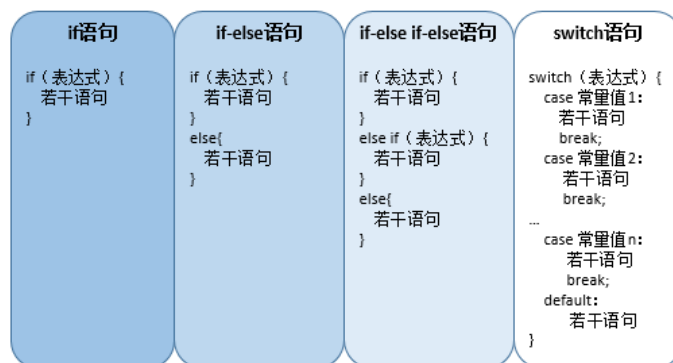 if语句
if（表达式）{
若干语句
}
if-else语句
if（表达式）{
若干语句
}
else{
若干语句
}
if-else if-else语句
if（表达式）{
若干语句
}
else if（表达式）{
若干语句
}
else{
若干语句
}
switch语句
switch（表达式）{
case 常量值1：
若干语句
break;
case 常量值2：
若干语句
break;
...
case 常量值n：
若干语句
break;
default：
若干语句
}